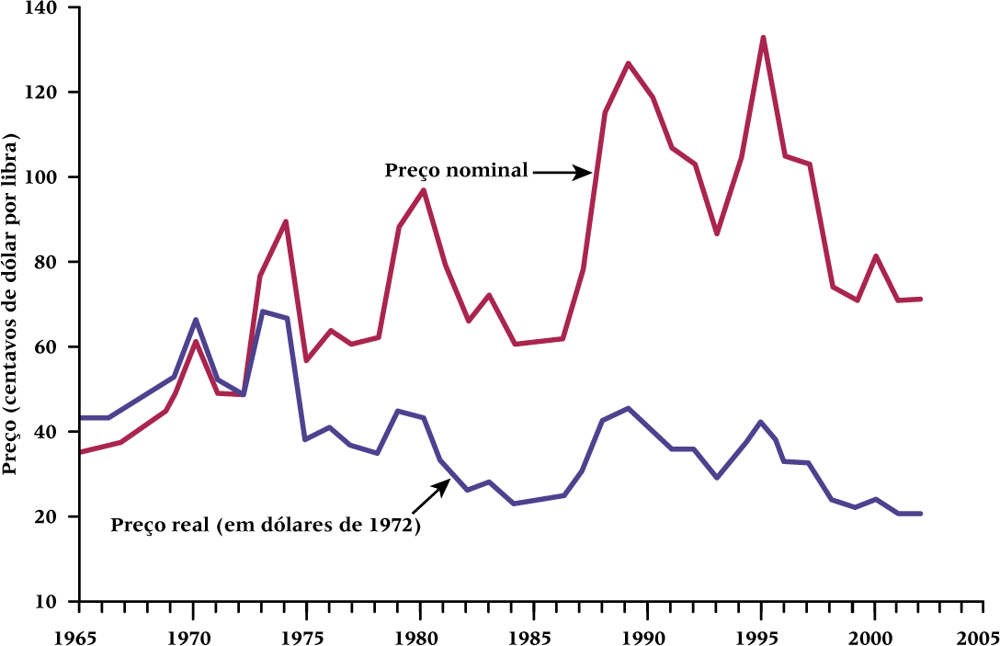 140
120
100
80
60
40
20
10
Preço (centavos de dólar por libra)
Preço nominal
Preço real (em dólares de 1972)
1965 1970 1975 1980 1985 1990 1995 2000 2005